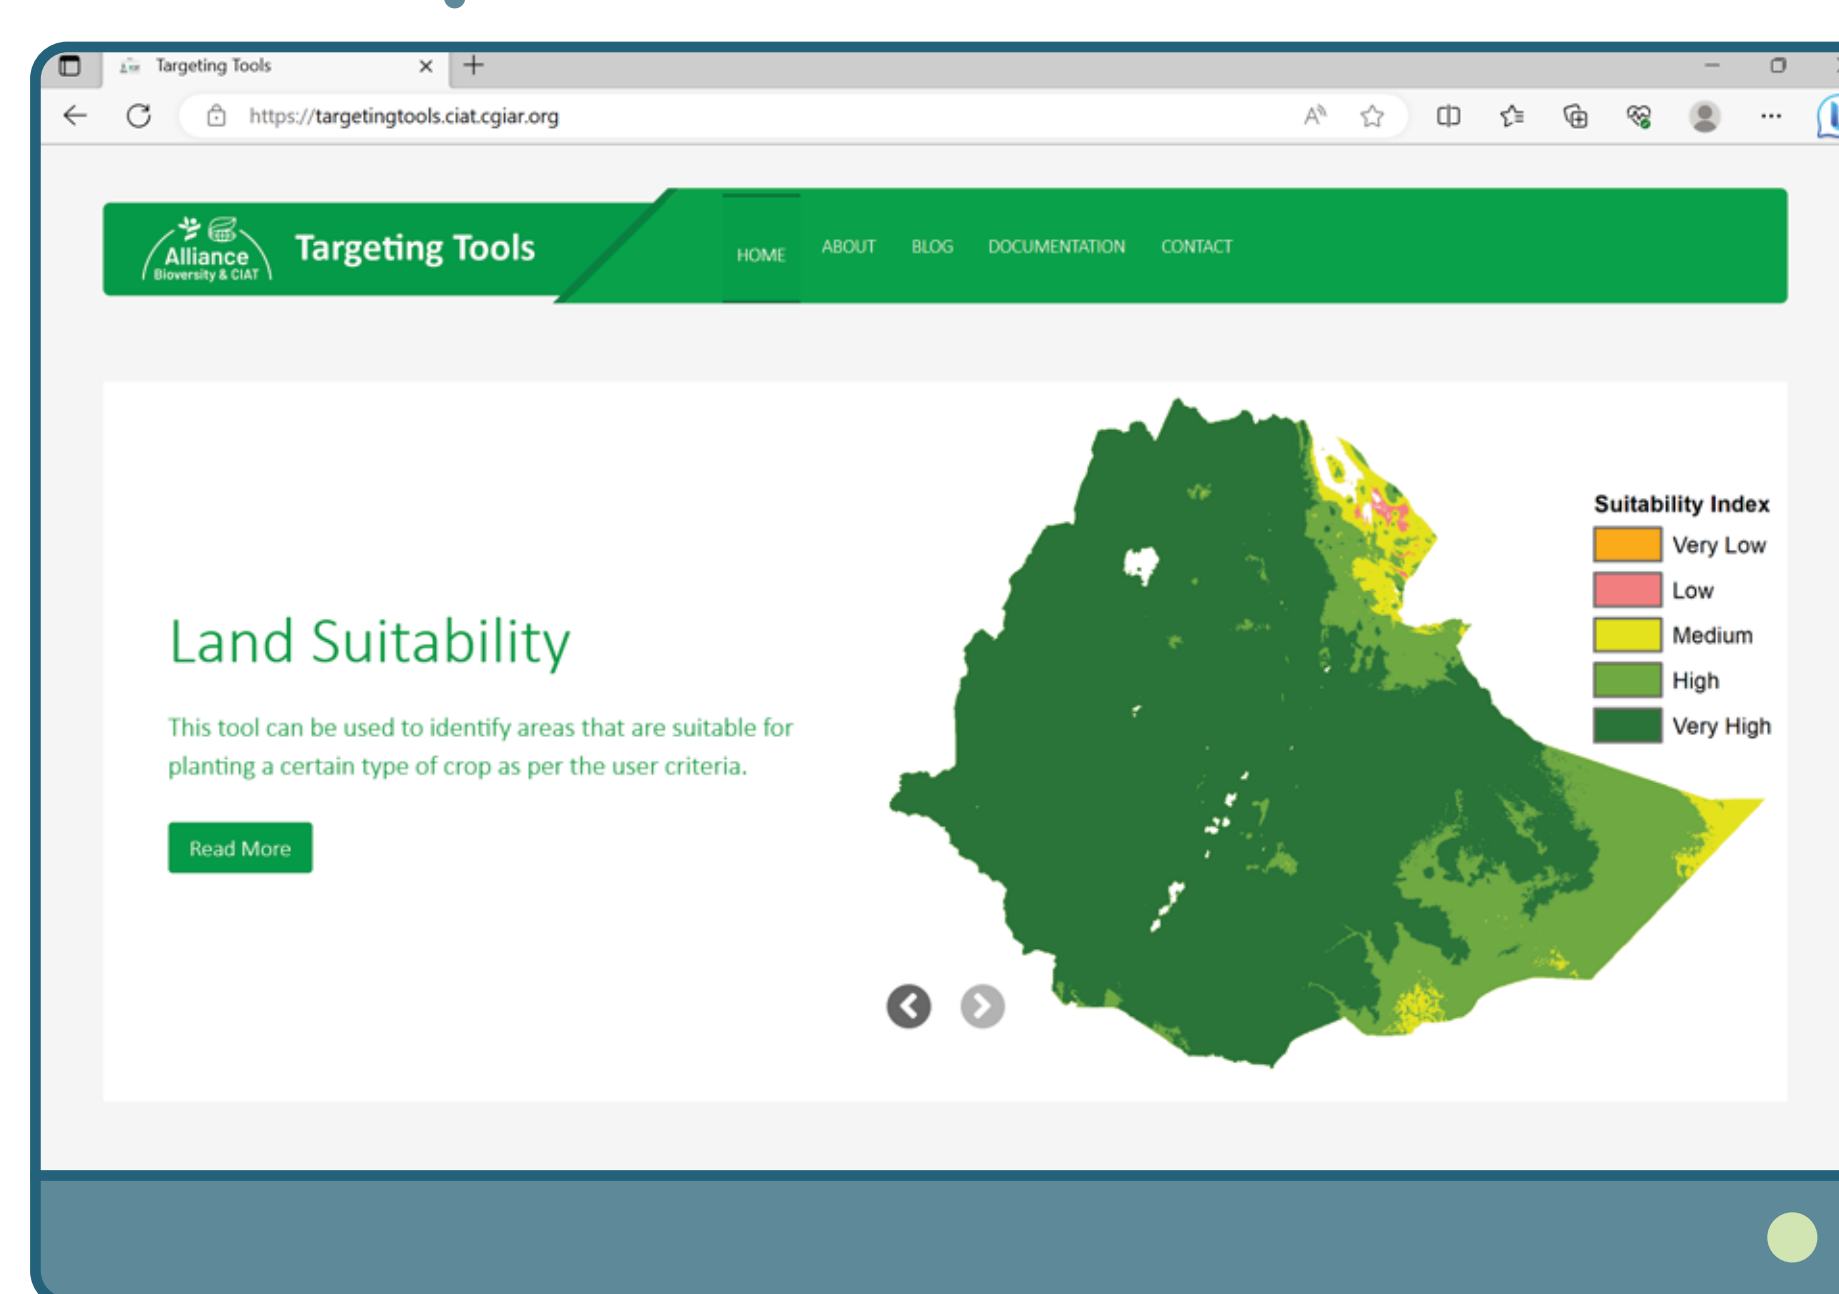 Targeting Tools
https://targetingtools.ciat.cgiar.org
Alliance
Bioversity & CIAT
Targeting Tools
HOME
ABOUT
BLOG
DOCUMENTATION
CONTACT
Land Suitability
This tool can be used to identify areas that are suitable for
planting a certain type of crop as per the user criteria.
Read More
Suitability Index
Very Low
Low
Medium
High
Very High